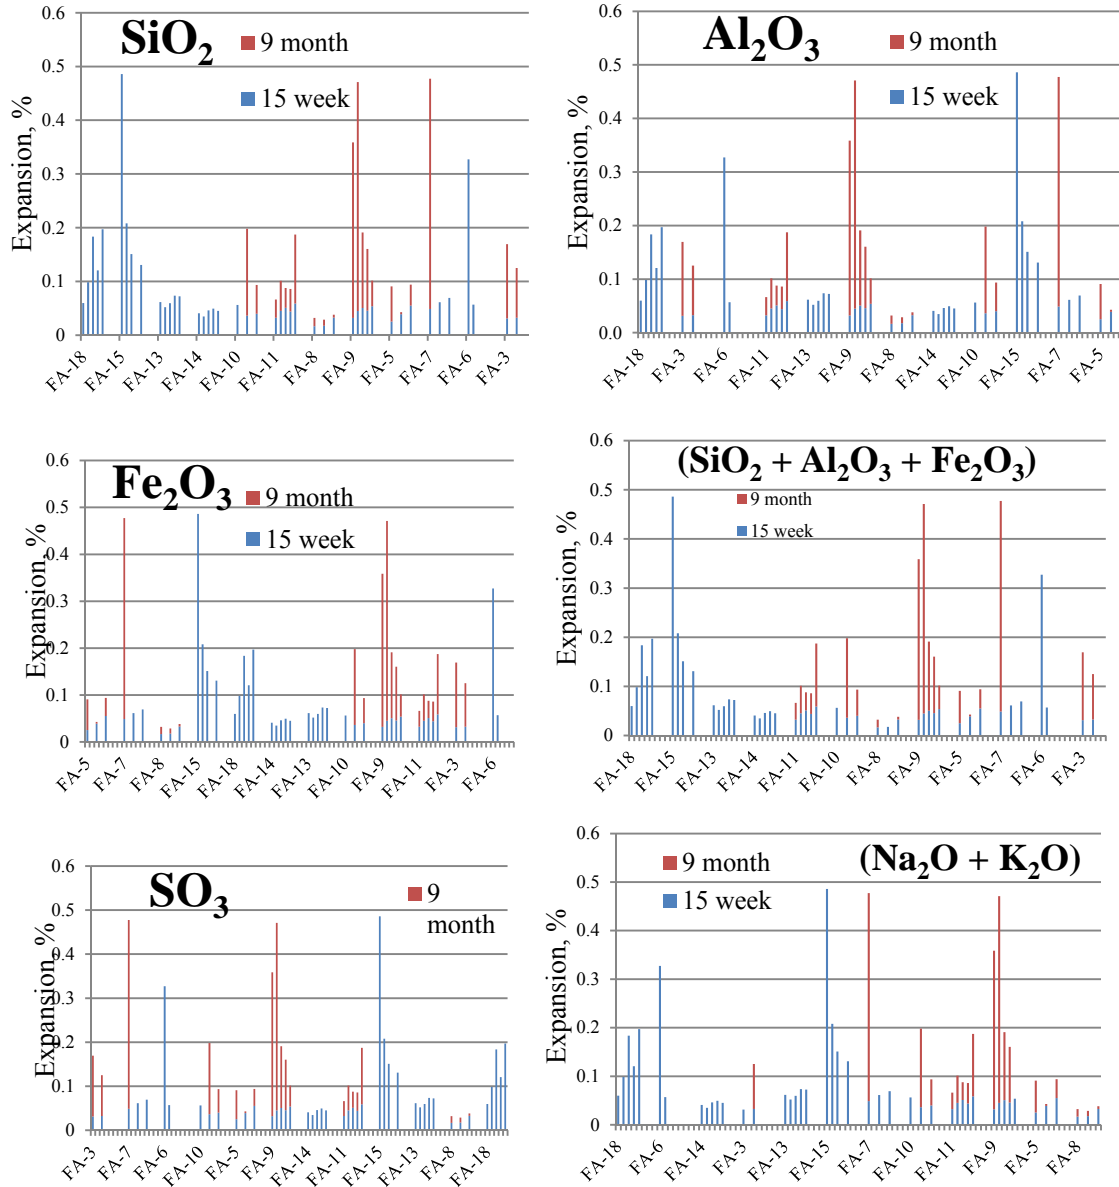 SiO2
9 month
15 week
Expansion, %
0.6
0.5
0.4
0.3
0.2
0.1
0
FA-18
FA-15
FA-13
FA-14
FA-10
FA-11
FA-8
FA-9
FA-5
FA-7
FA-6
FA-3
Al2O3
9 month
15 week
Expansion, %
0.6
0.5
0.4
0.3
0.2
0.1
0.0
FA-18
FA-3
FA-6
FA-11
FA-13
FA-9
FA-8
FA-14
FA-10
FA-15
FA-7
FA-5
Fe2O3
9 month
15 week
Expansion, %
0.6
0.5
0.4
0.3
0.2
0.1
0
FA-5
FA-7
FA-8
FA-15
FA-18
FA-14
FA-13
FA-10
FA-9
FA-11
FA-3
FA-6
(SiO2 + Al2O3 + Fe2O3)
9 month
15 week
Expansion, %
0.6
0.5
0.4
0.3
0.2
0.1
0
FA-18
FA-15
FA-13
FA-14
FA-11
FA-10
FA-8
FA-9
FA-5
FA-7
FA-6
FA-3
SO3
9
month
Expansion, %
0.6
0.5
0.4
0.3
0.2
0.1
0
FA-3
FA-7
FA-6
FA-10
FA-5
FA-9
FA-14
FA-11
FA-15
FA-13
FA-8
FA-18
(Na2O + K2O)
9 month
15 week
Expansion, %
0.6
0.5
0.4
0.3
0.2
0.1
0
FA-18
FA-6
FA-14
FA-3
FA-13
FA-15
FA-7
FA-10
FA-11
FA-9
FA-5
FA-8